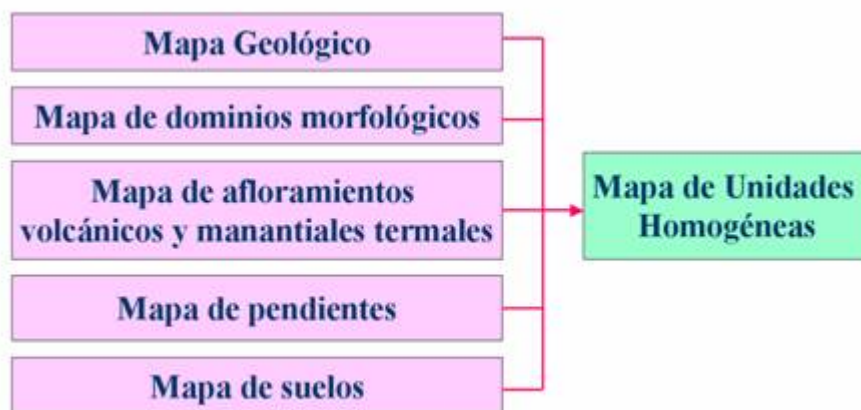 Mapa Geológico
Mapa de dominios morfológicos
Mapa de afloramientos
volcánicos y manantiales termales
Mapa de pendientes
Mapa de suelos
Mapa de Unidades
Homogéneas